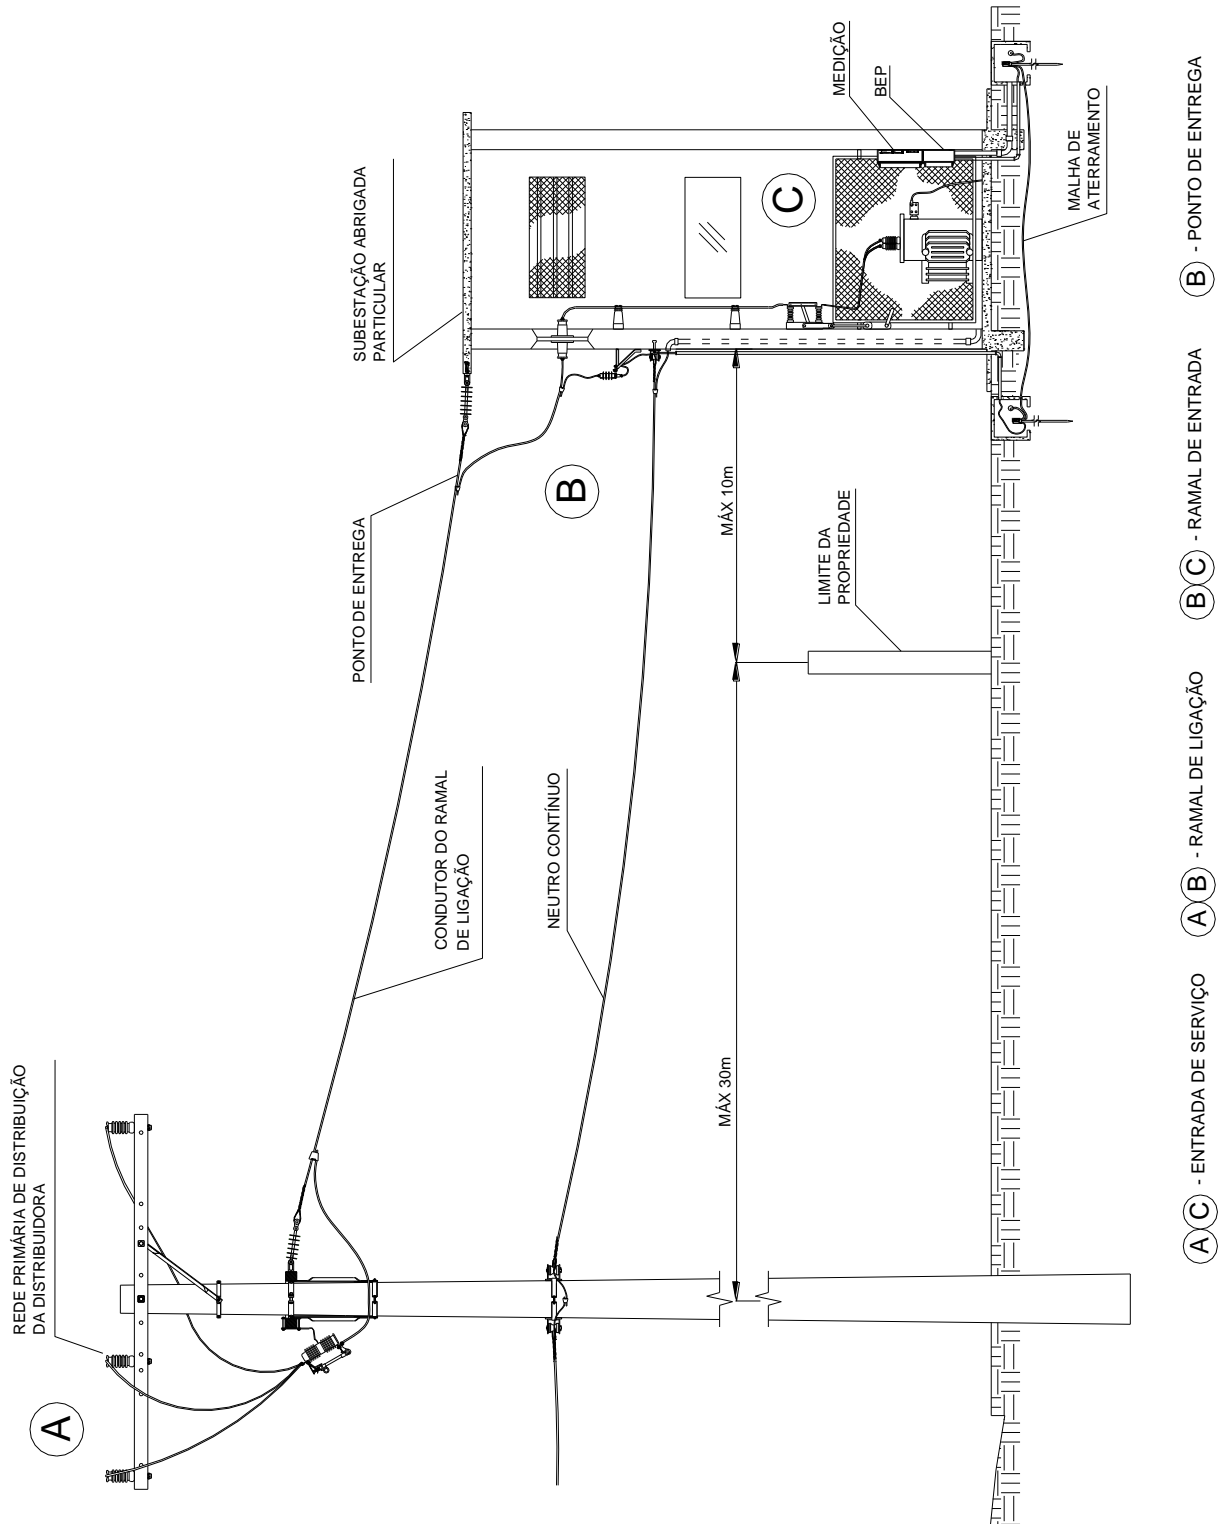 A
REDE PRIMÁRIA DE DISTRIBUIÇÃO
DA DISTRIBUIDORA
CONDUTOR DO RAMAL
DE LIGAÇÃO
NEUTRO CONTÍNUO
PONTO DE ENTREGA
SUBESTAÇÃO ABRIGADA
PARTICULAR
B
C
MEDIÇÃO
BEP
MÁX 30m
MÁX 10m
LIMITE DA
PROPRIEDADE
MALHA DE
ATERRAMENTO
A C - ENTRADA DE SERVIÇO
A B - RAMAL DE LIGAÇÃO
B C - RAMAL DE ENTRADA
B - PONTO DE ENTREGA